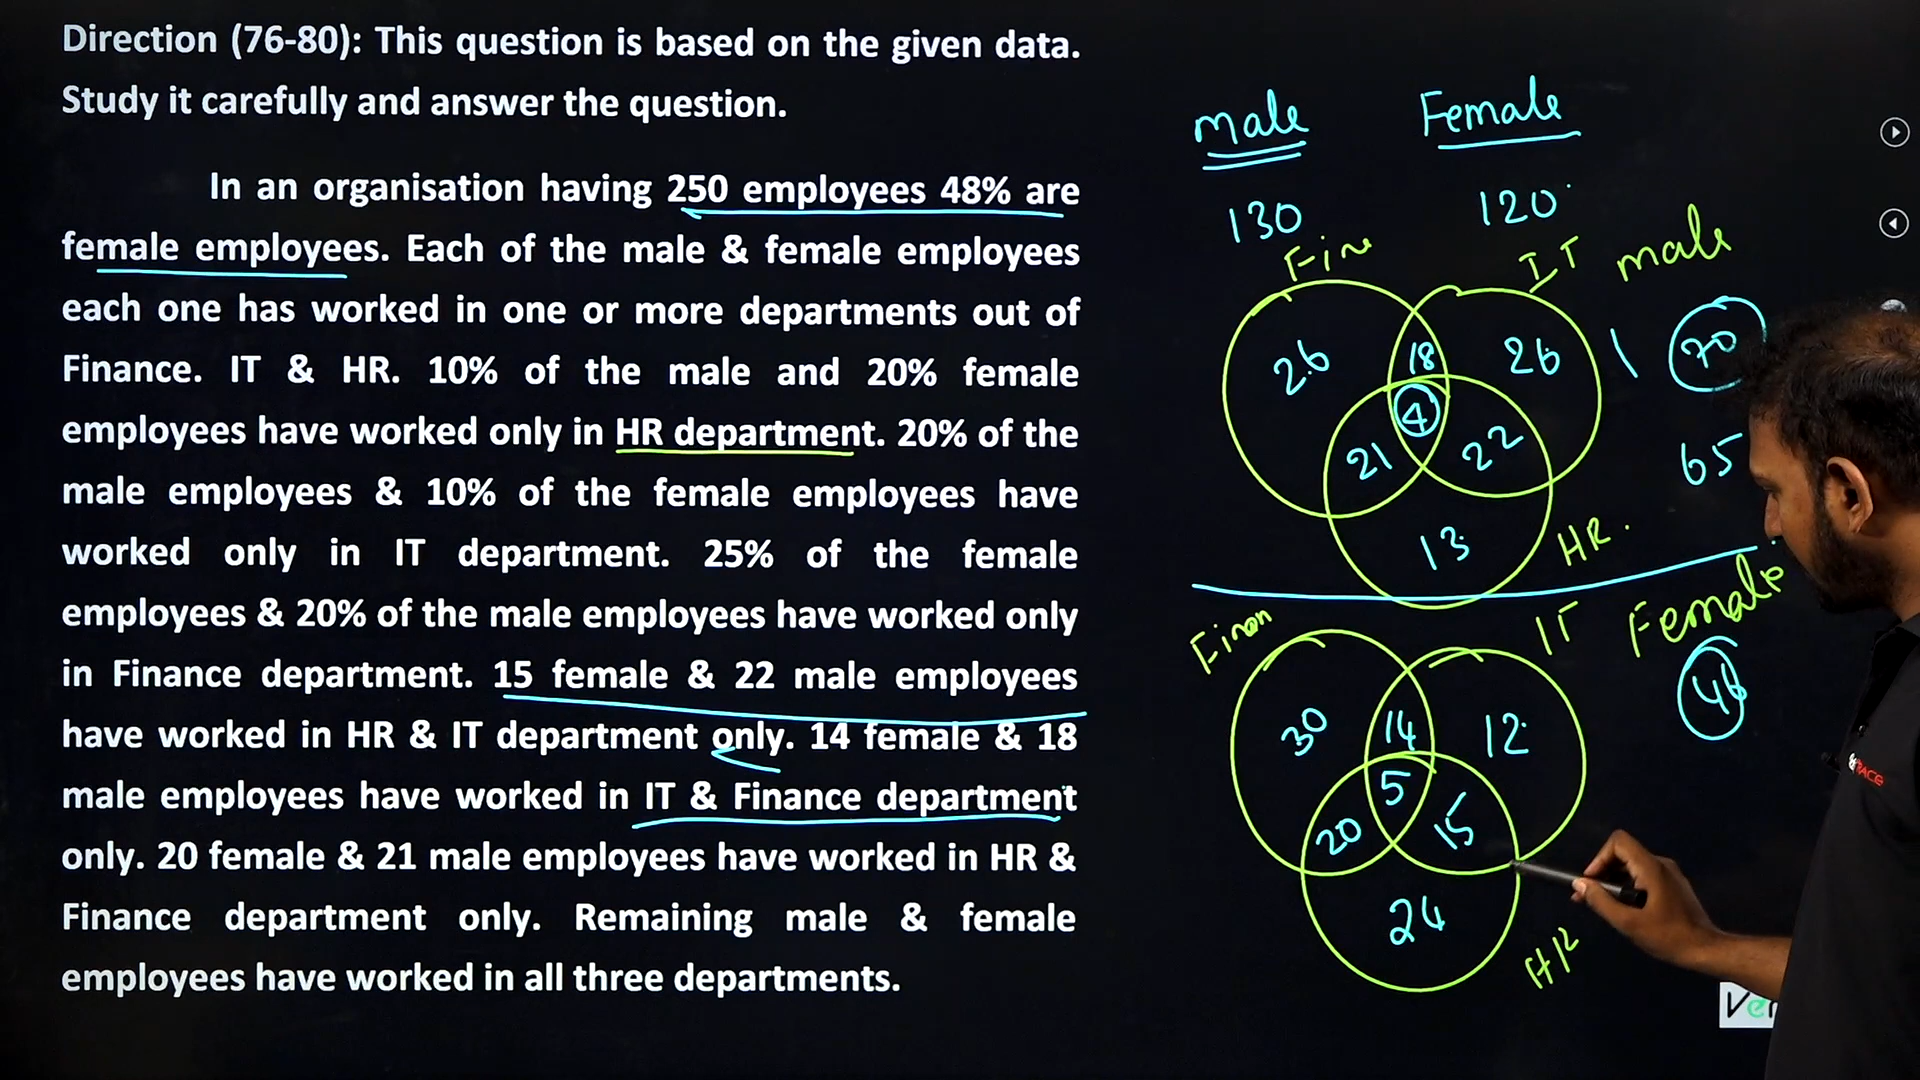 Direction (76-80): This question is based on the given data.
Study it carefully and answer the question.
In an organisation having 250 employees 48% are
female employees. Each of the male & female employees
each one has worked in one or more departments out of
Finance. IT & HR. 10% of the male and 20% female
employees have worked only in HR department. 20% of the
male employees & 10% of the female employees have
worked only in IT department. 25% of the female
employees & 20% of the male employees have worked only
in Finance department. 15 female & 22 male employees
have worked in HR & IT department only. 14 female & 18
male employees have worked in IT & Finance department
only. 20 female & 21 male employees have worked in HR &
Finance department only. Remaining male & female
employees have worked in all three departments.
male Female
130 120
Fin IT male
26 18 26 70
4
21 22 65
13 HR.
Finan IT Female
46
30 14 12
5
20 15
24
HR
RACE